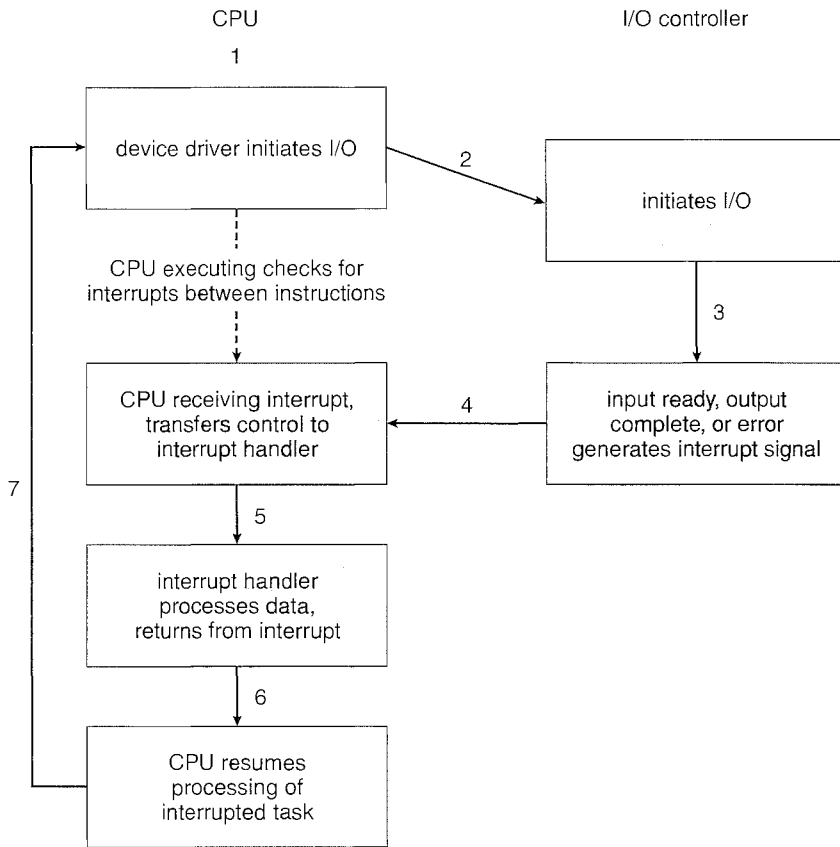 CPU
I/O controller
1
device driver initiates I/O
2
initiates I/O
CPU executing checks for
interrupts between instructions
3
CPU receiving interrupt,
transfers control to
interrupt handler
4
input ready, output
complete, or error
generates interrupt signal
7
5
interrupt handler
processes data,
returns from interrupt
6
CPU resumes
processing of
interrupted task